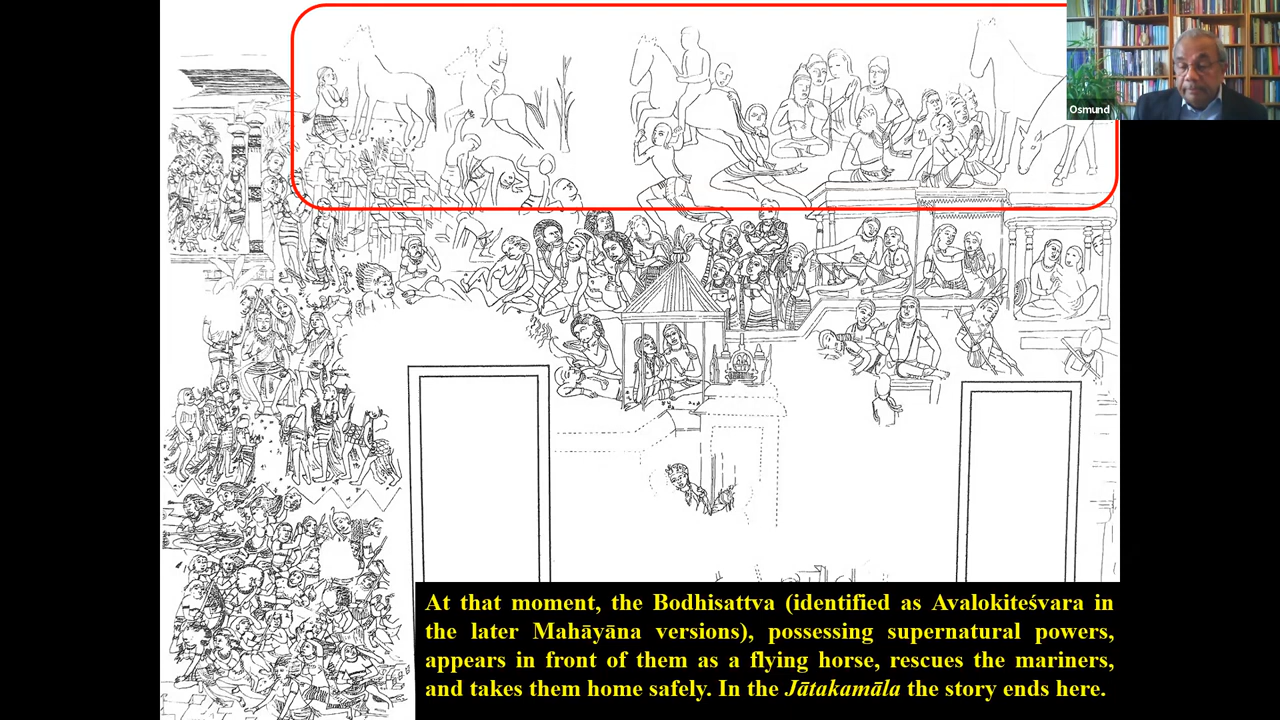 Osmund
At that moment, the Bodhisattva (identified as Avalokiteśvara in
the later Mahāyāna versions), possessing supernatural powers,
appears in front of them as a flying horse, rescues the mariners,
and takes them home safely. In the Jātakamāla the story ends here.